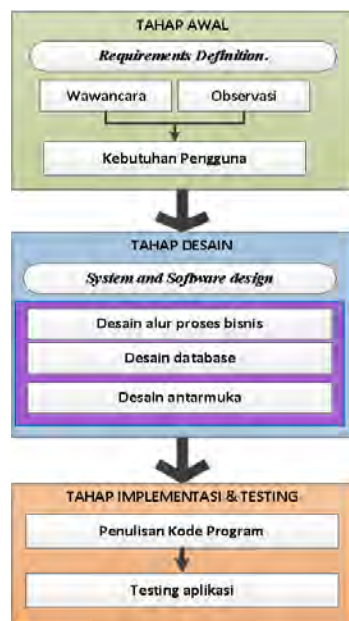 TAHAP AWAL
Requirements Definition.
Wawancara
Observasi
Kebutuhan Pengguna
TAHAP DESAIN
System and Software design
Desain alur proses bisnis
Desain database
Desain antarmuka
TAHAP IMPLEMENTASI & TESTING
Penulisan Kode Program
Testing aplikasi